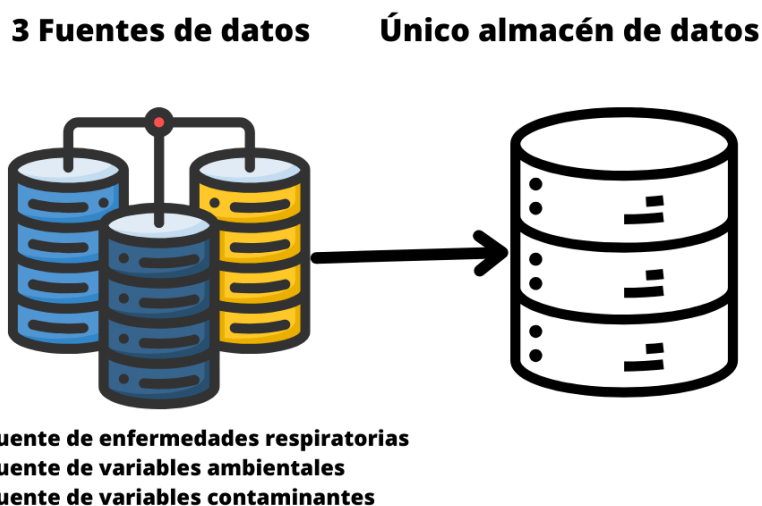 3 Fuentes de datos
Único almacén de datos
uente de enfermedades respiratorias
uente de variables ambientales
uente de variables contaminantes